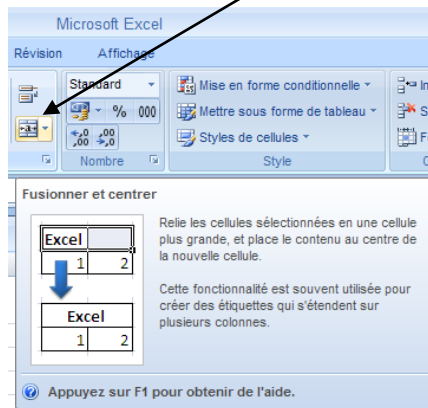 Microsoft Excel
Révision Affichage
Standard Mise en forme conditionnelle
% 000 Mettre sous forme de tableau
,0 ,00 ,00 ,0 Styles de cellules
Nombre Style
Fusionner et centrer
Relie les cellules sélectionnées en une cellule
plus grande, et place le contenu au centre de
la nouvelle cellule.
Cette fonctionnalité est souvent utilisée pour
créer des étiquettes qui s'étendent sur
plusieurs colonnes.
Excel
1 2
Excel
1 2
Appuyez sur F1 pour obtenir de l'aide.